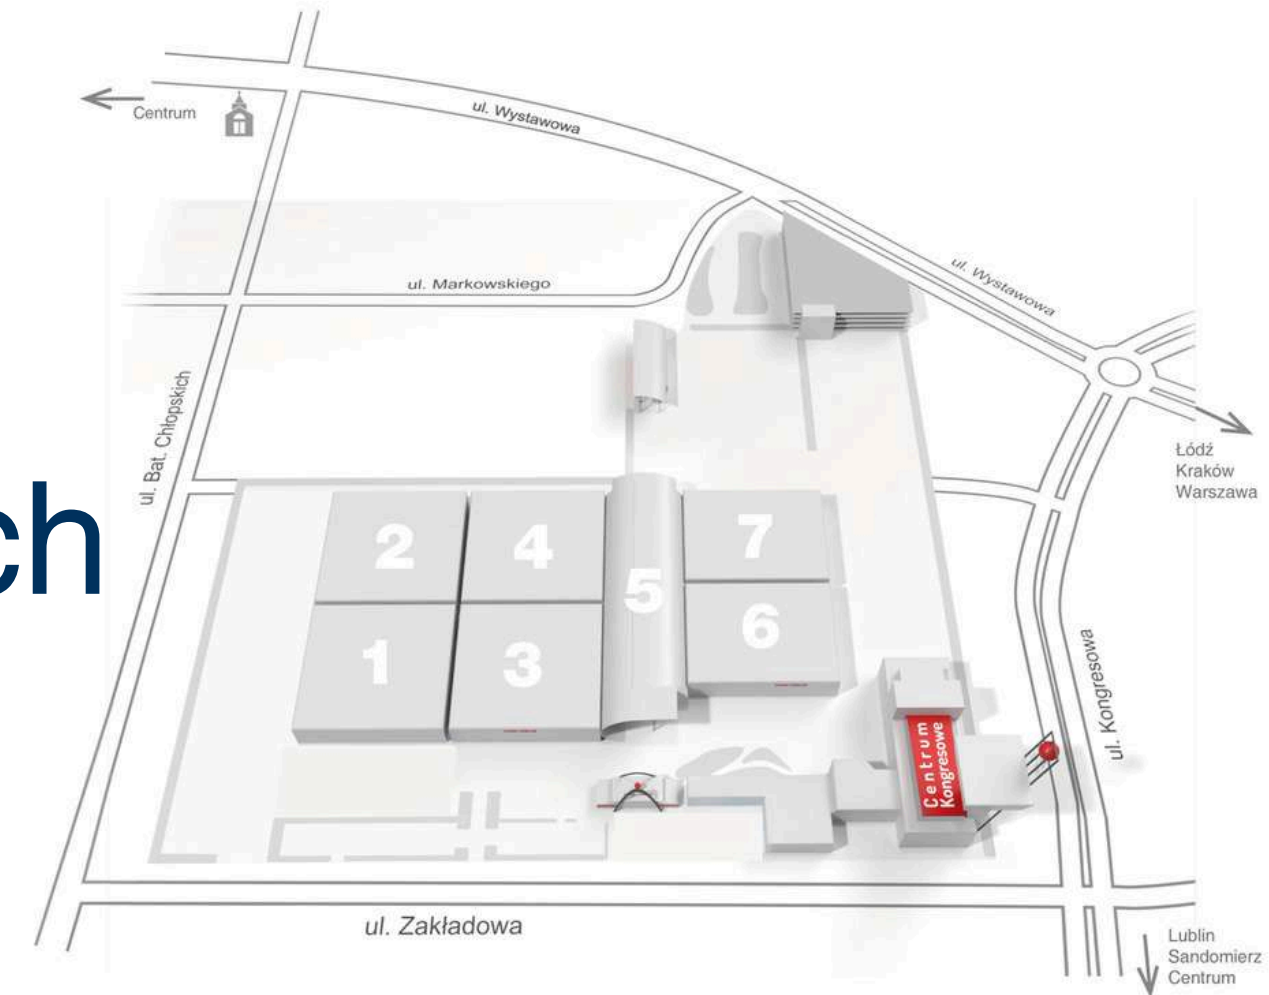 Centrum
ul. Wystawowa
ul. Markowskiego
ul. Wystawowa
ul. Bat. Chłopskich
Łódź
Kraków
Warszawa
ch
2
4
5
7
1
3
6
Centrum
Kongresowe
ul. Kongresowa
ul. Zakładowa
Lublin
Sandomierz
Centrum